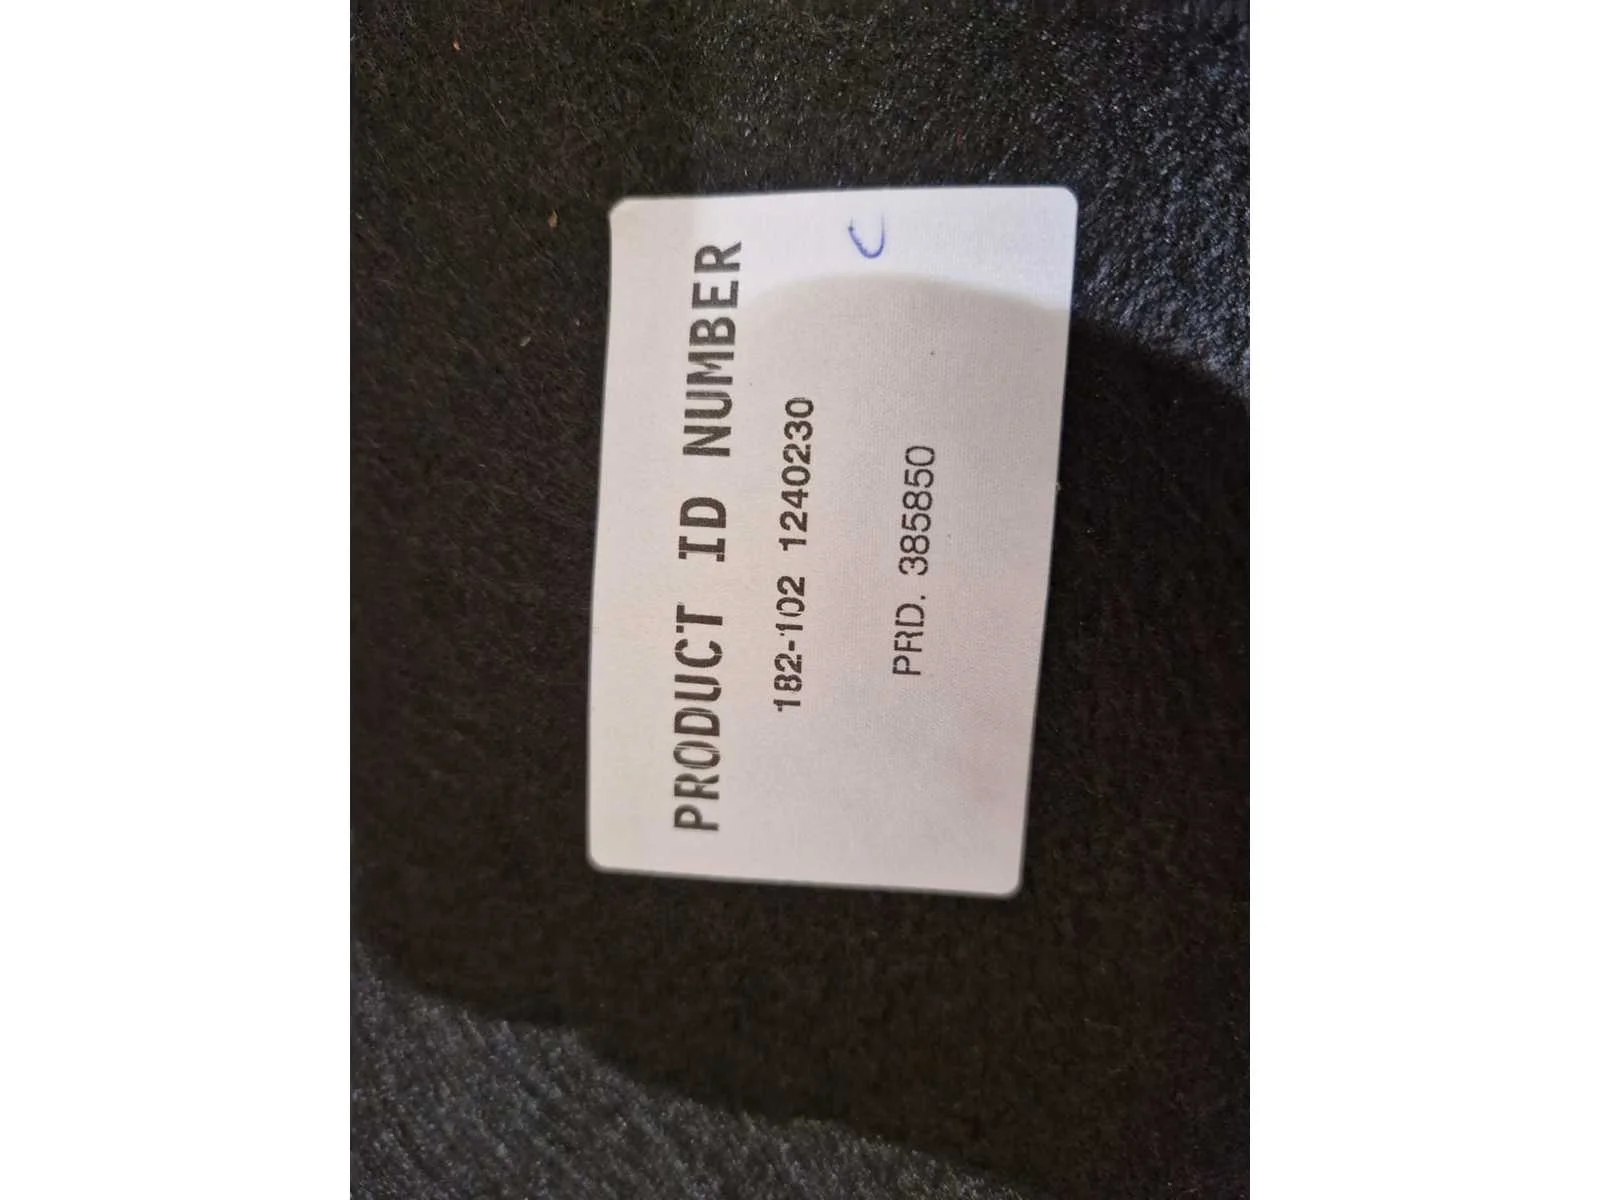 PRODUCT ID NUMBER
182-102 1240230
PRD. 385850